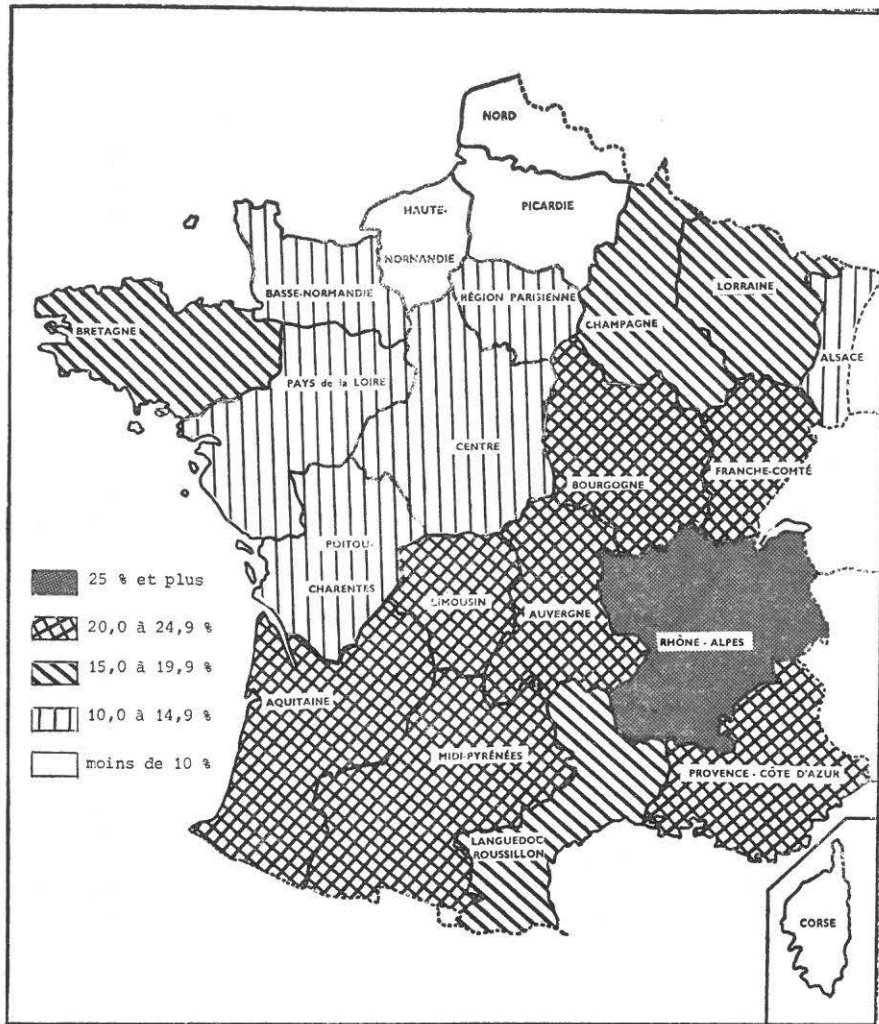 NORD
HAUTE-
NORMANDIE
PICARDIE
BASSE-NORMANDIE
RÉGION PARISIENNE
LORRAINE
CHAMPAGNE
ALSACE
BRETAGNE
PAYS de la LOIRE
CENTRE
BOURGOGNE
FRANCHE-COMTÉ
POITOU-
CHARENTES
LIMOUSIN
AUVERGNE
RHÔNE - ALPES
AQUITAINE
MIDI-PYRÉNÉES
PROVENCE - CÔTE D'AZUR
LANGUEDOC
ROUSSILLON
CORSE
25 % et plus
20,0 à 24,9 %
15,0 à 19,9 %
10,0 à 14,9 %
moins de 10 %